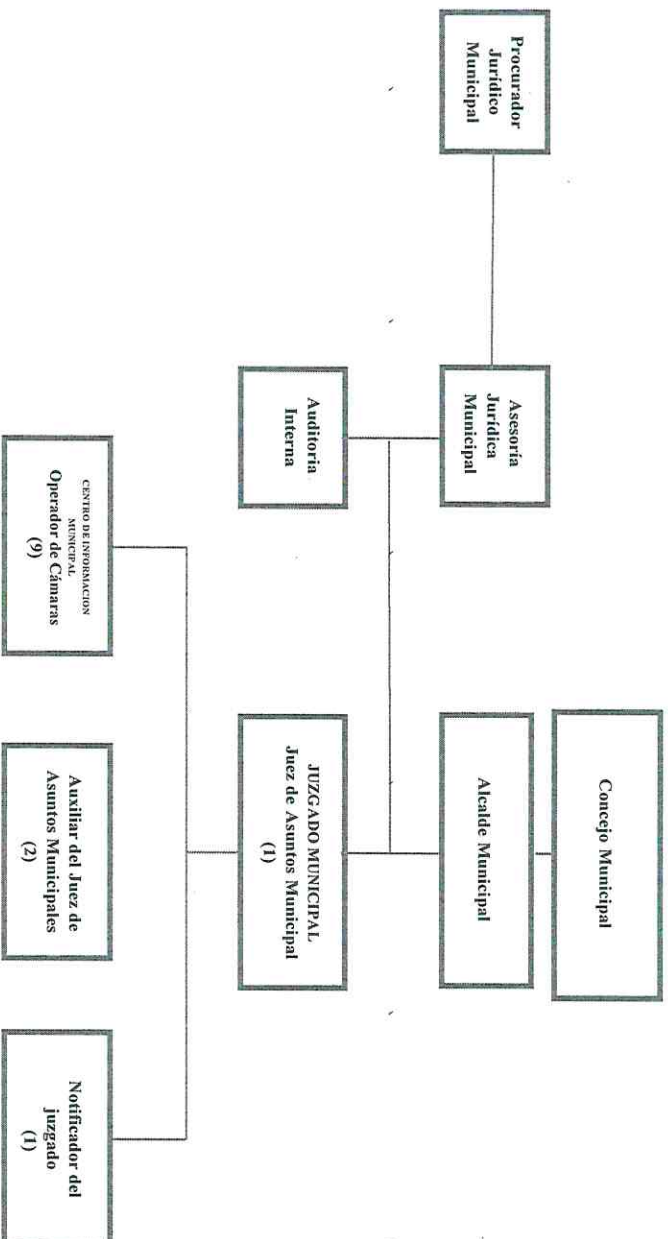 Concejo Municipal
Alcalde Municipal
Procurador
Jurídico
Municipal
Asesoría
Jurídica
Municipal
Auditoria
Interna
JUZGADO MUNICIPAL
Juez de Asuntos Municipal
(1)
CENTRO DE INFORMACION
MUNICIPAL
Operador de Cámaras
(9)
Auxiliar del Juez de
Asuntos Municipales
(2)
Notificador del
juzgado
(1)